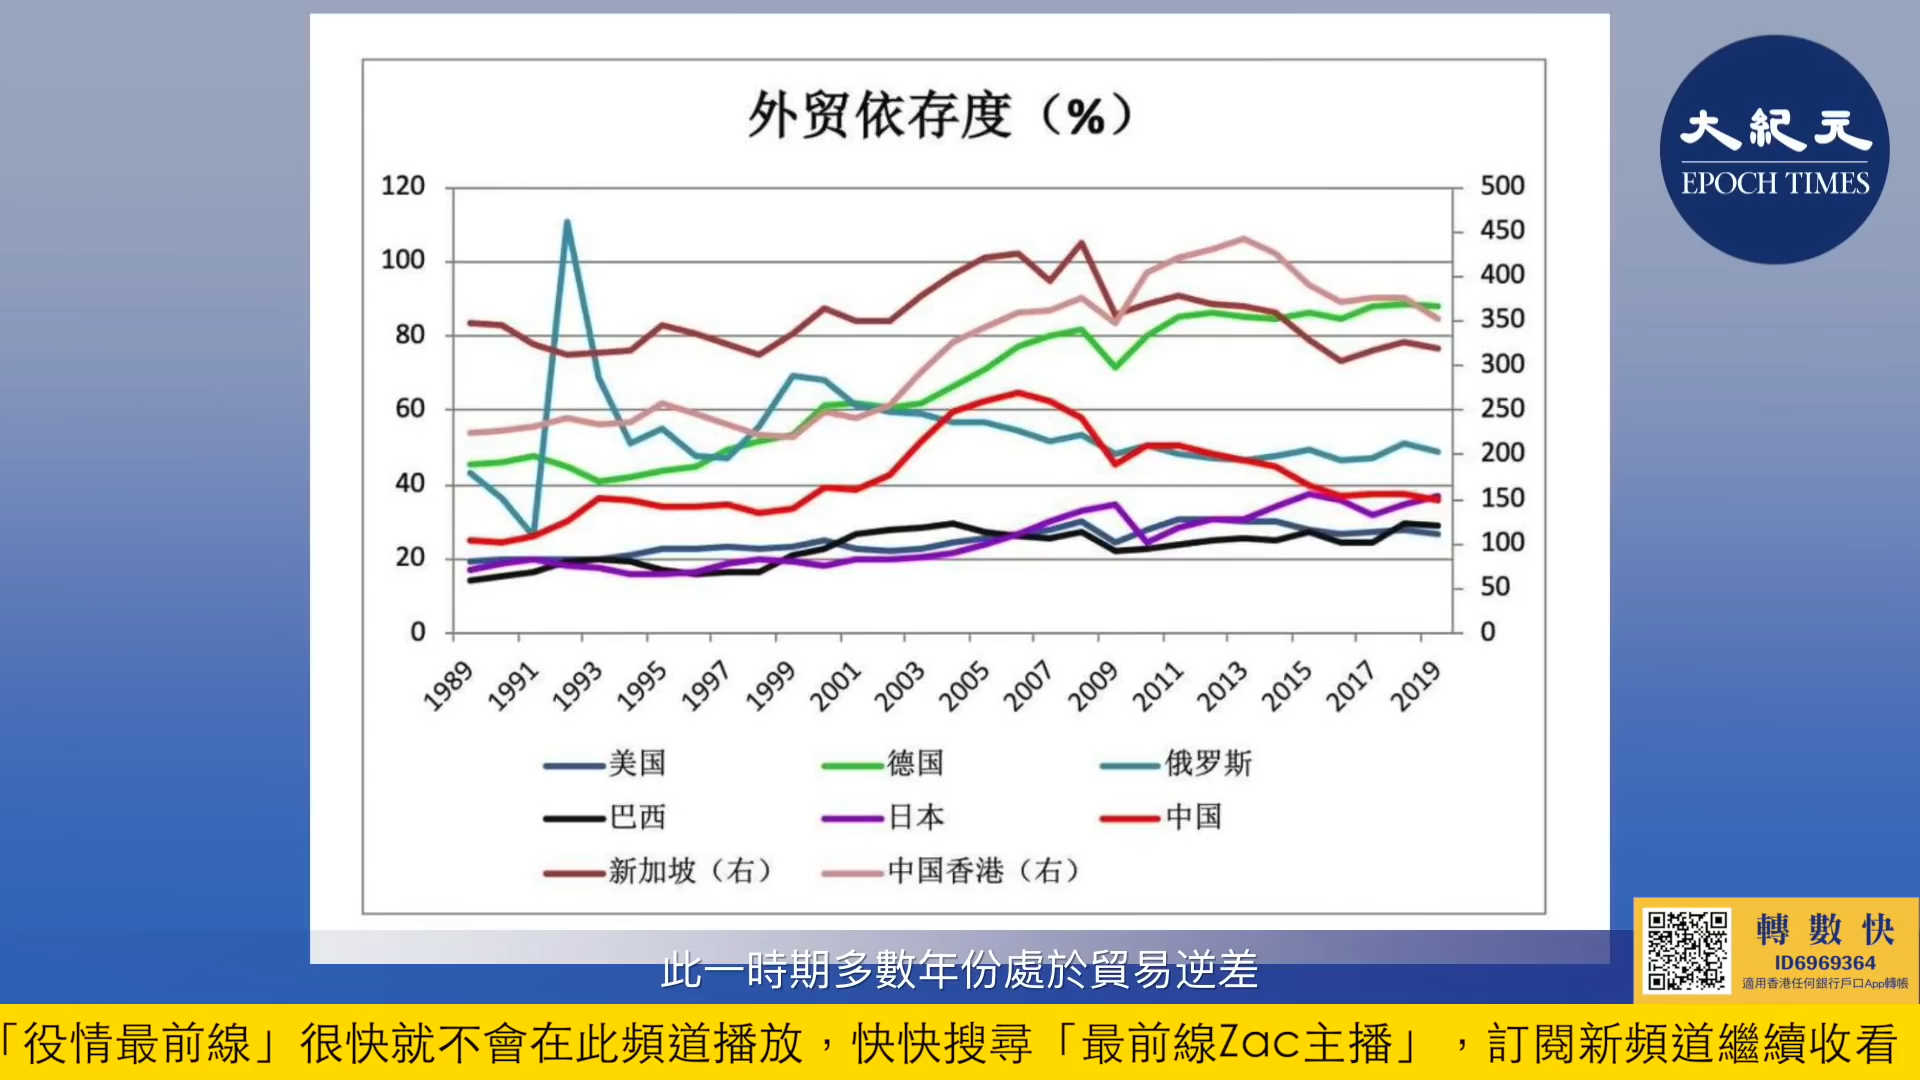 外贸依存度（%）
大紀元
EPOCH TIMES
120
100
80
60
40
20
0
500
450
400
350
300
250
200
150
100
50
0
1989 1991 1993 1995 1997 1999 2001 2003 2005 2007 2009 2011 2013 2015 2017 2019
美国 德国 俄罗斯
巴西 日本 中国
新加坡（右） 中国香港（右）
此一時期多數年份處於貿易逆差
轉數快
ID6969364
適用香港任何銀行戶口App轉帳
「役情最前線」很快就不會在此頻道播放，快快搜尋「最前線Zac主播」，訂閱新頻道繼續收看